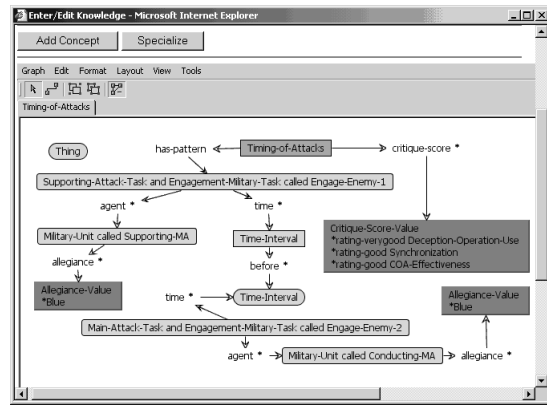 Enter/Edit Knowledge - Microsoft Internet Explorer
Add Concept Specialize
Graph Edit Format Layout View Tools
Timing-of-Attacks
Thing has-pattern Timing-of-Attacks critique-score *
Supporting-Attack-Task and Engagement-Military-Task called Engage-Enemy-1
agent * time *
Military-Unit called Supporting-MA Time-Interval
Critique-Score-Value
*rating-verygood Deception-Operation-Use
*rating-good Synchronization
*rating-good COA-Effectiveness
allegiance * before *
Allegiance-Value
*Blue
time * Time-Interval
Allegiance-Value
*Blue
Main-Attack-Task and Engagement-Military-Task called Engage-Enemy-2
agent * Military-Unit called Conducting-MA allegiance *